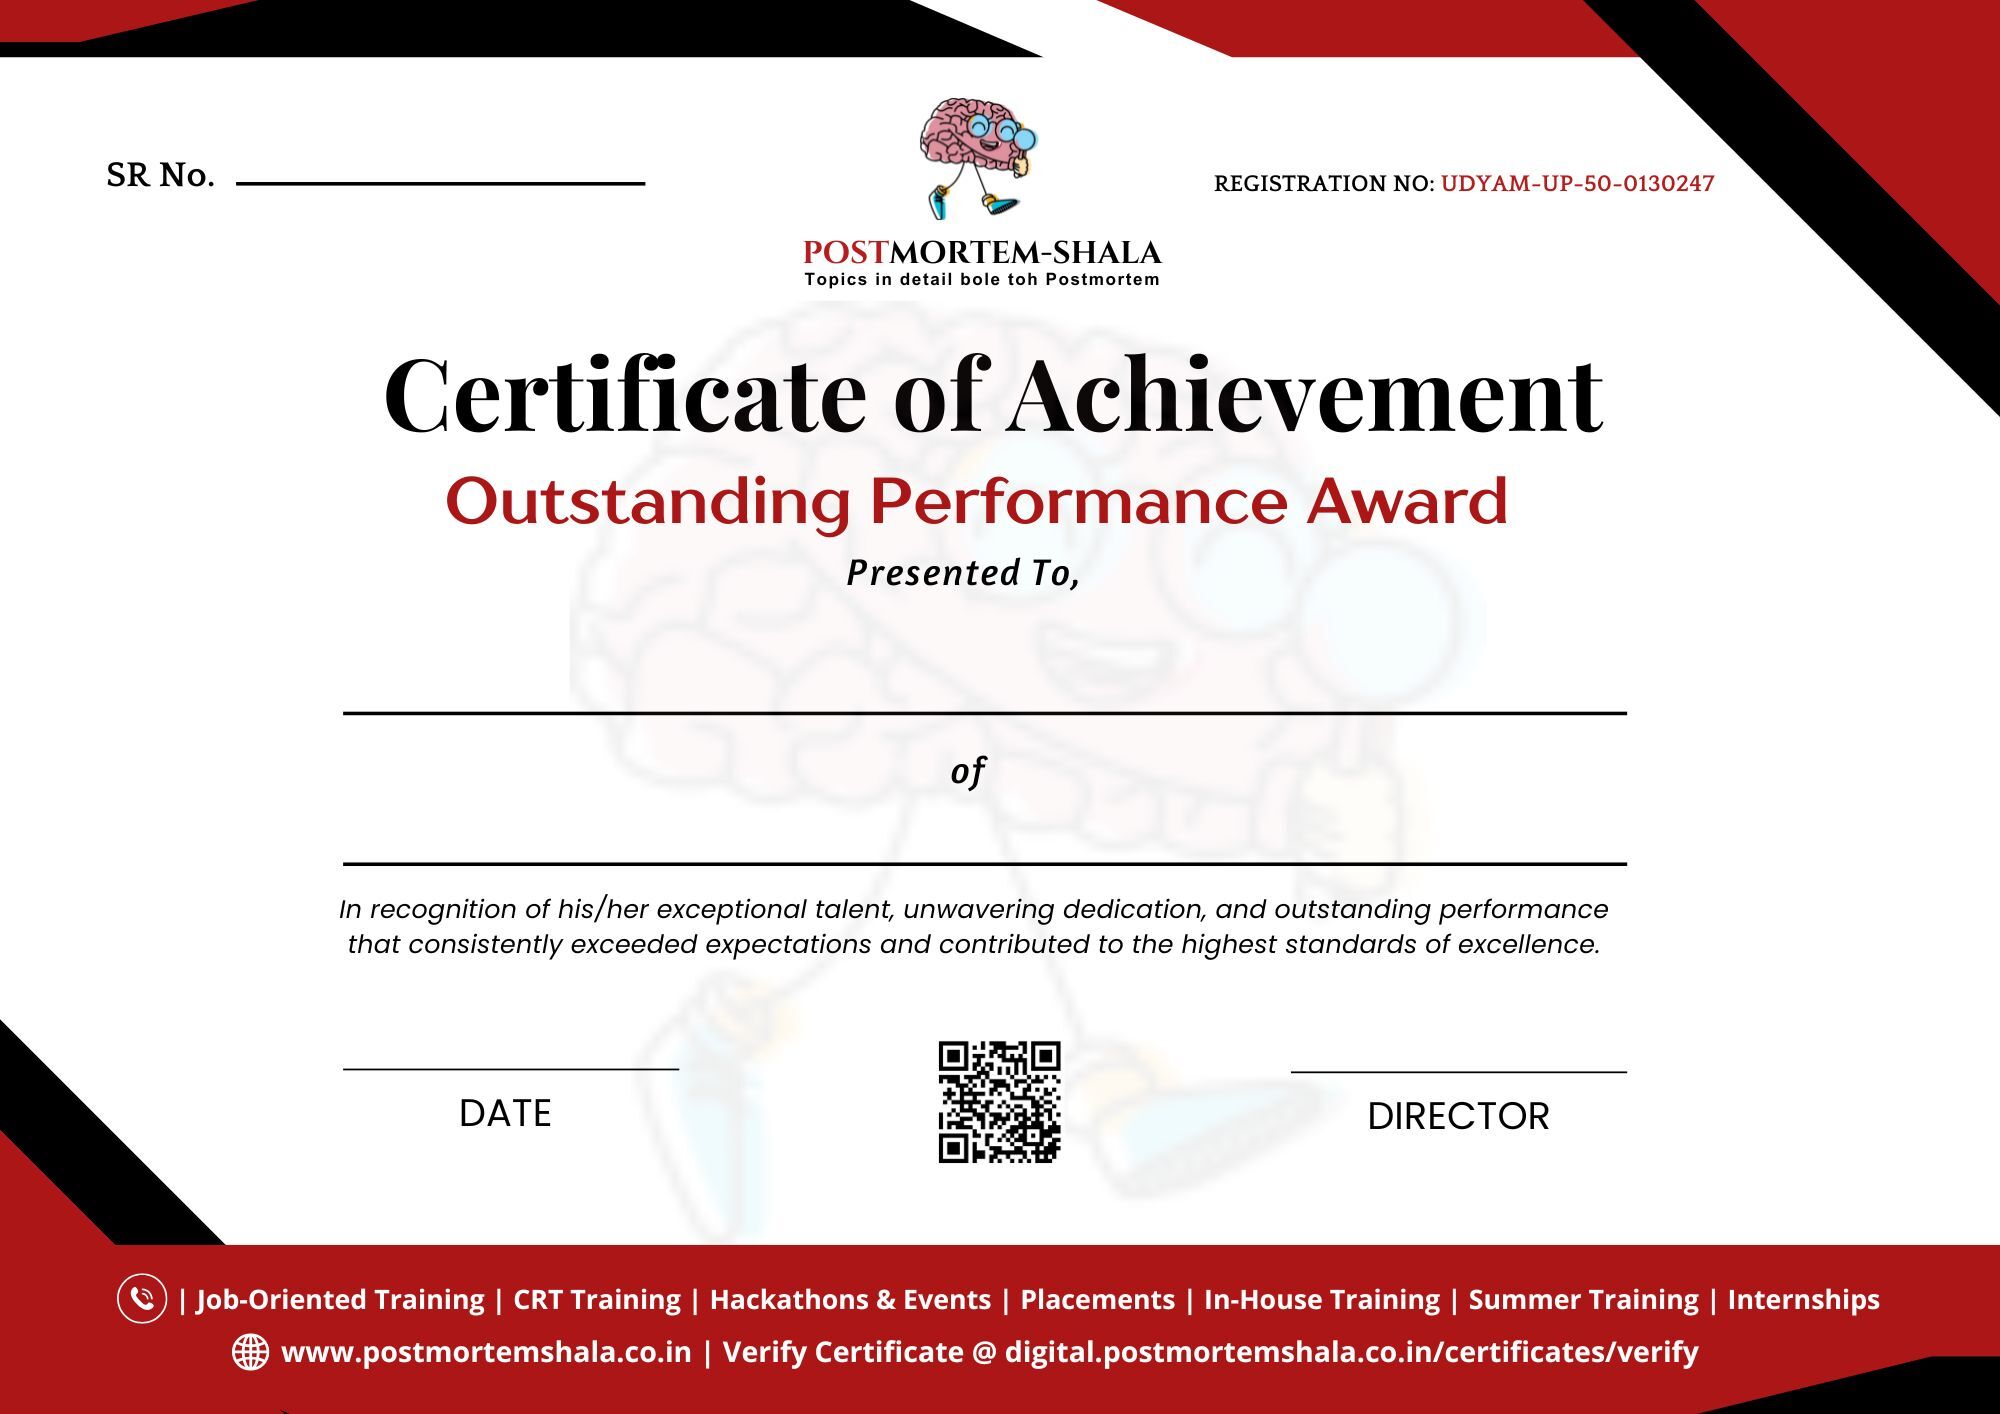 SR No.
REGISTRATION NO: UDYAM-UP-50-0130247
POSTMORTEM-SHALA
Topics in detail bole toh Postmortem
Certificate of Achievement
Outstanding Performance Award
Presented To,
of
In recognition of his/her exceptional talent, unwavering dedication, and outstanding performance
that consistently exceeded expectations and contributed to the highest standards of excellence.
DATE
DIRECTOR
| Job-Oriented Training | CRT Training | Hackathons & Events | Placements | In-House Training | Summer Training | Internships
www.postmortemshala.co.in | Verify Certificate @ digital.postmortemshala.co.in/certificates/verify